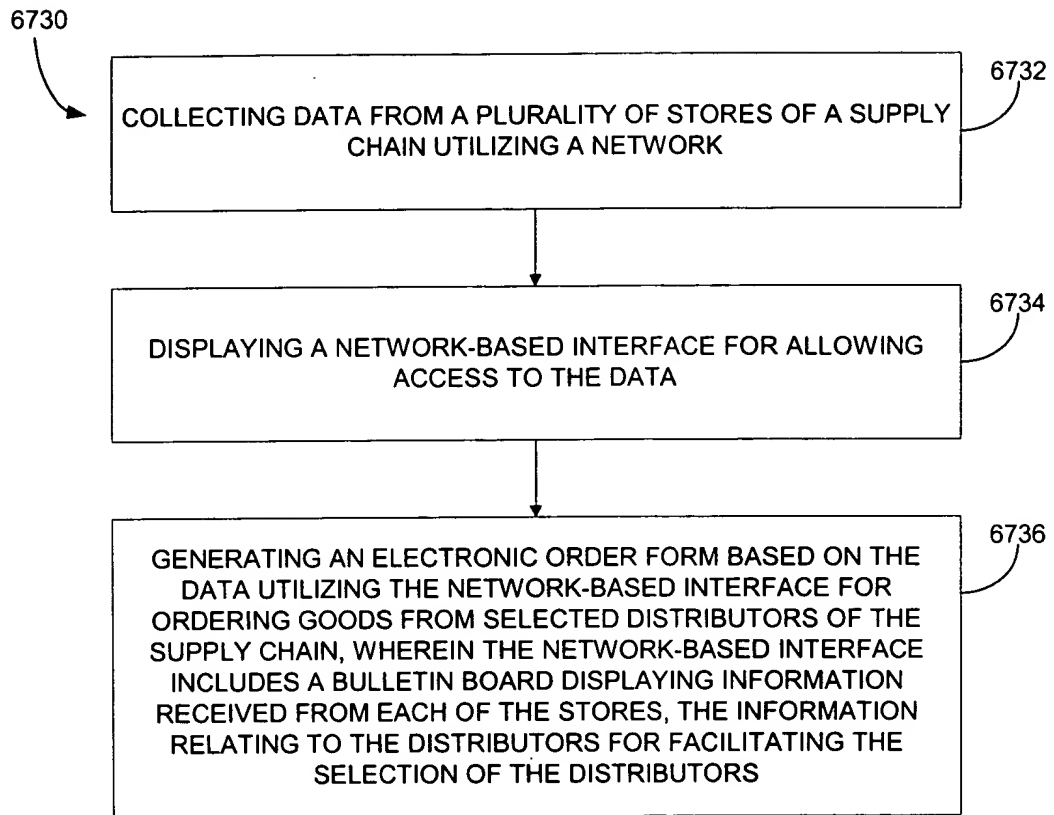 6730
6732
COLLECTING DATA FROM A PLURALITY OF STORES OF A SUPPLY
CHAIN UTILIZING A NETWORK
6734
DISPLAYING A NETWORK-BASED INTERFACE FOR ALLOWING
ACCESS TO THE DATA
6736
GENERATING AN ELECTRONIC ORDER FORM BASED ON THE
DATA UTILIZING THE NETWORK-BASED INTERFACE FOR
ORDERING GOODS FROM SELECTED DISTRIBUTORS OF THE
SUPPLY CHAIN, WHEREIN THE NETWORK-BASED INTERFACE
INCLUDES A BULLETIN BOARD DISPLAYING INFORMATION
RECEIVED FROM EACH OF THE STORES, THE INFORMATION
RELATING TO THE DISTRIBUTORS FOR FACILITATING THE
SELECTION OF THE DISTRIBUTORS